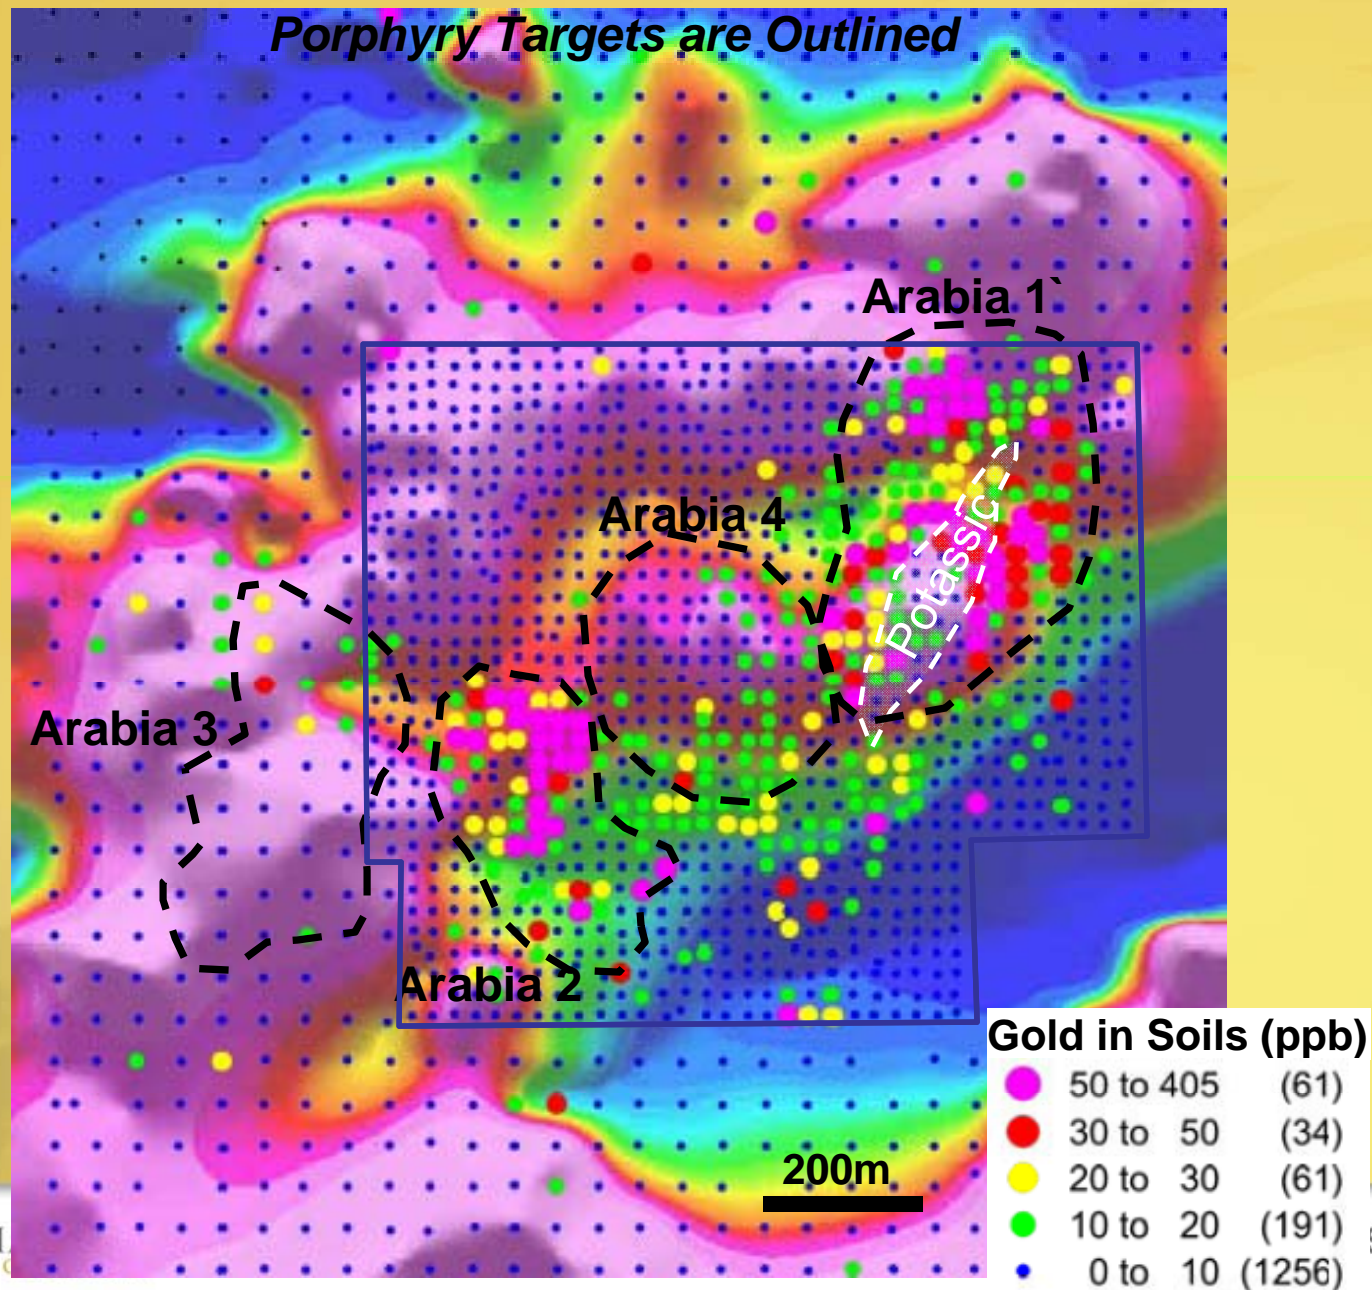 Porphyry Targets are Outlined
Arabia 1`
Arabia 4
Potassic
Arabia 3
Arabia 2
200m
Gold in Soils (ppb)
50 to 405 (61)
30 to 50 (34)
20 to 30 (61)
10 to 20 (191)
0 to 10 (1256)